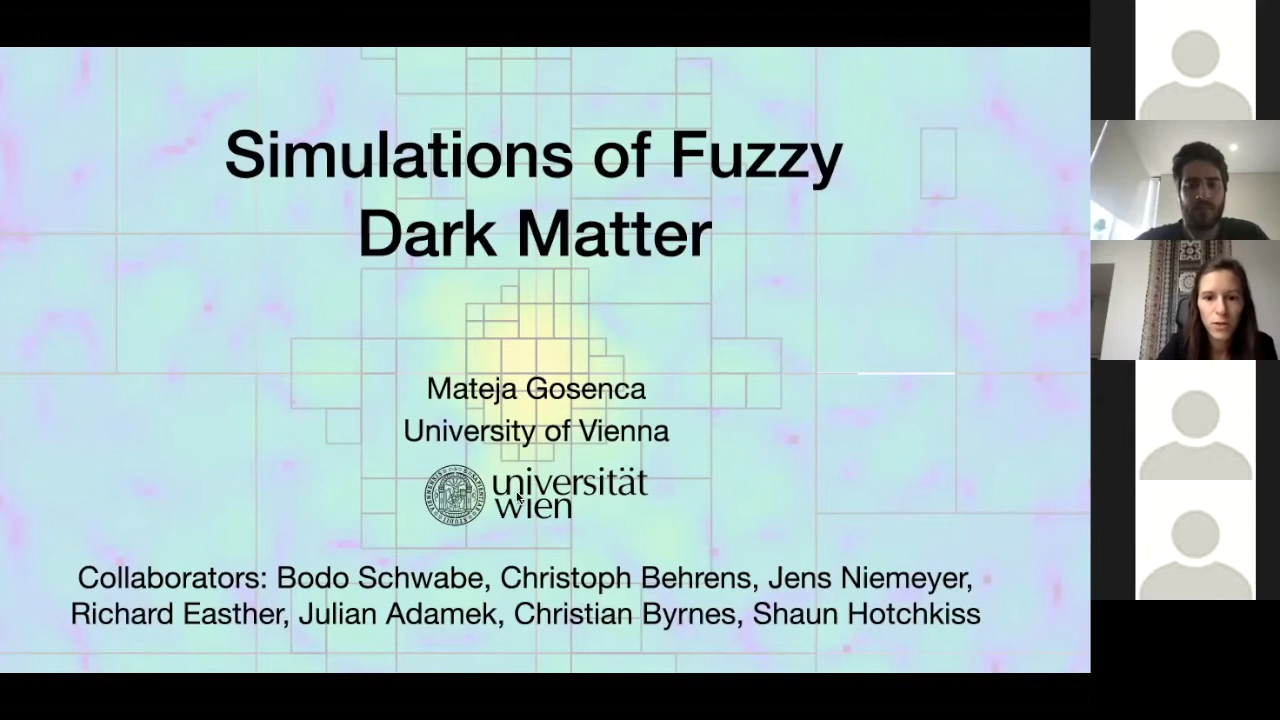 Simulations of Fuzzy
Dark Matter
Mateja Gosenca
University of Vienna
universität
wien
Collaborators: Bodo Schwabe, Christoph Behrens, Jens Niemeyer,
Richard Easther, Julian Adamek, Christian Byrnes, Shaun Hotchkiss